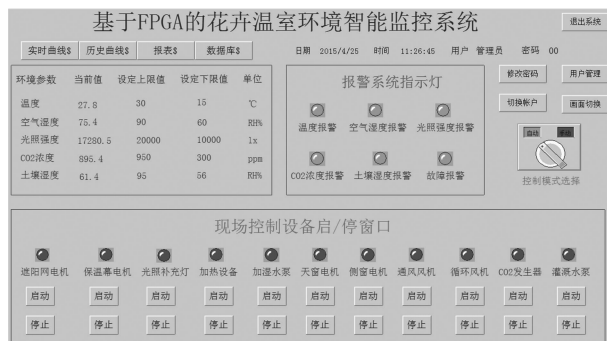 基于FPGA的花卉温室环境智能监控系统
退出系统
实时曲线$ 历史曲线$ 报表$ 数据库$
日期 2015/4/25 时间 11:26:45 用户 管理员 密码 00
环境参数 当前值 设定上限值 设定下限值 单位
温度 27.8 30 15 ℃
空气湿度 75.4 90 60 RH%
光照强度 17280.5 20000 10000 lx
CO2浓度 895.4 950 300 ppm
土壤湿度 61.4 95 56 RH%
报警系统指示灯
温度报警 空气湿度报警 光照强度报警
CO2浓度报警 土壤湿度报警 故障报警
修改密码 用户管理
切换帐户 画面切换
自动 手动
控制模式选择
现场控制设备启/停窗口
遮阳网电机 保温幕电机 光照补充灯 加热设备 加湿水泵 天窗电机 侧窗电机 通风风机 循环风机 CO2发生器 灌溉水泵
启动 启动 启动 启动 启动 启动 启动 启动 启动 启动 启动
停止 停止 停止 停止 停止 停止 停止 停止 停止 停止 停止